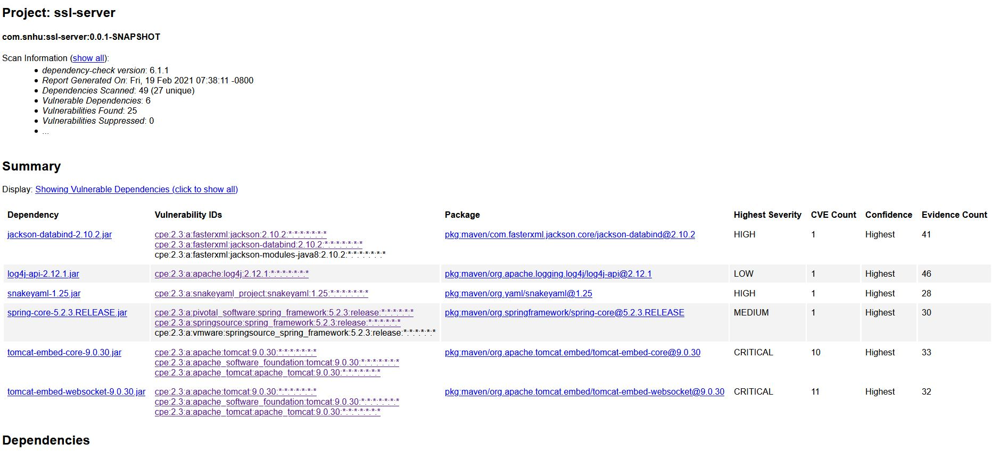 Project: ssl-server
com.snhu:ssl-server:0.0.1-SNAPSHOT
Scan Information (show all):
• dependency-check version: 6.1.1
• Report Generated On: Fri, 19 Feb 2021 07:38:11 -0800
• Dependencies Scanned: 49 (27 unique)
• Vulnerable Dependencies: 6
• Vulnerabilities Found: 25
• Vulnerabilities Suppressed: 0
• ...
Summary
Display: Showing Vulnerable Dependencies (click to show all)
Dependency Vulnerability IDs Package Highest Severity CVE Count Confidence Evidence Count
jackson-databind-2.10.2.jar cpe:2.3:a:fasterxml:jackson:2.10.2:*:*:*:*:*:*:* pkg:maven/com.fasterxml.jackson.core/jackson-databind@2.10.2 HIGH 1 Highest 41
cpe:2.3:a:fasterxml:jackson-databind:2.10.2:*:*:*:*:*:*:*
cpe:2.3:a:fasterxml:jackson-modules-java8:2.10.2:*:*:*:*:*:*:*
log4j-api-2.12.1.jar cpe:2.3:a:apache:log4j:2.12.1:*:*:*:*:*:*:* pkg:maven/org.apache.logging.log4j/log4j-api@2.12.1 LOW 1 Highest 46
snakeyaml-1.25.jar cpe:2.3:a:snakeyaml_project:snakeyaml:1.25:*:*:*:*:*:*:* pkg:maven/org.yaml/snakeyaml@1.25 HIGH 1 Highest 28
spring-core-5.2.3.RELEASE.jar cpe:2.3:a:pivotal_software:spring_framework:5.2.3:release:*:*:*:*:*:* pkg:maven/org.springframework/spring-core@5.2.3.RELEASE MEDIUM 1 Highest 30
cpe:2.3:a:springsource:spring_framework:5.2.3:release:*:*:*:*:*:*
cpe:2.3:a:vmware:springsource_spring_framework:5.2.3:release:*:*:*:*:*:*
tomcat-embed-core-9.0.30.jar cpe:2.3:a:apache:tomcat:9.0.30:*:*:*:*:*:*:* pkg:maven/org.apache.tomcat.embed/tomcat-embed-core@9.0.30 CRITICAL 10 Highest 33
cpe:2.3:a:apache_software_foundation:tomcat:9.0.30:*:*:*:*:*:*:*
cpe:2.3:a:apache_tomcat:apache_tomcat:9.0.30:*:*:*:*:*:*:*
tomcat-embed-websocket-9.0.30.jar cpe:2.3:a:apache:tomcat:9.0.30:*:*:*:*:*:*:* pkg:maven/org.apache.tomcat.embed/tomcat-embed-websocket@9.0.30 CRITICAL 11 Highest 32
cpe:2.3:a:apache_software_foundation:tomcat:9.0.30:*:*:*:*:*:*:*
cpe:2.3:a:apache_tomcat:apache_tomcat:9.0.30:*:*:*:*:*:*:*
Dependencies